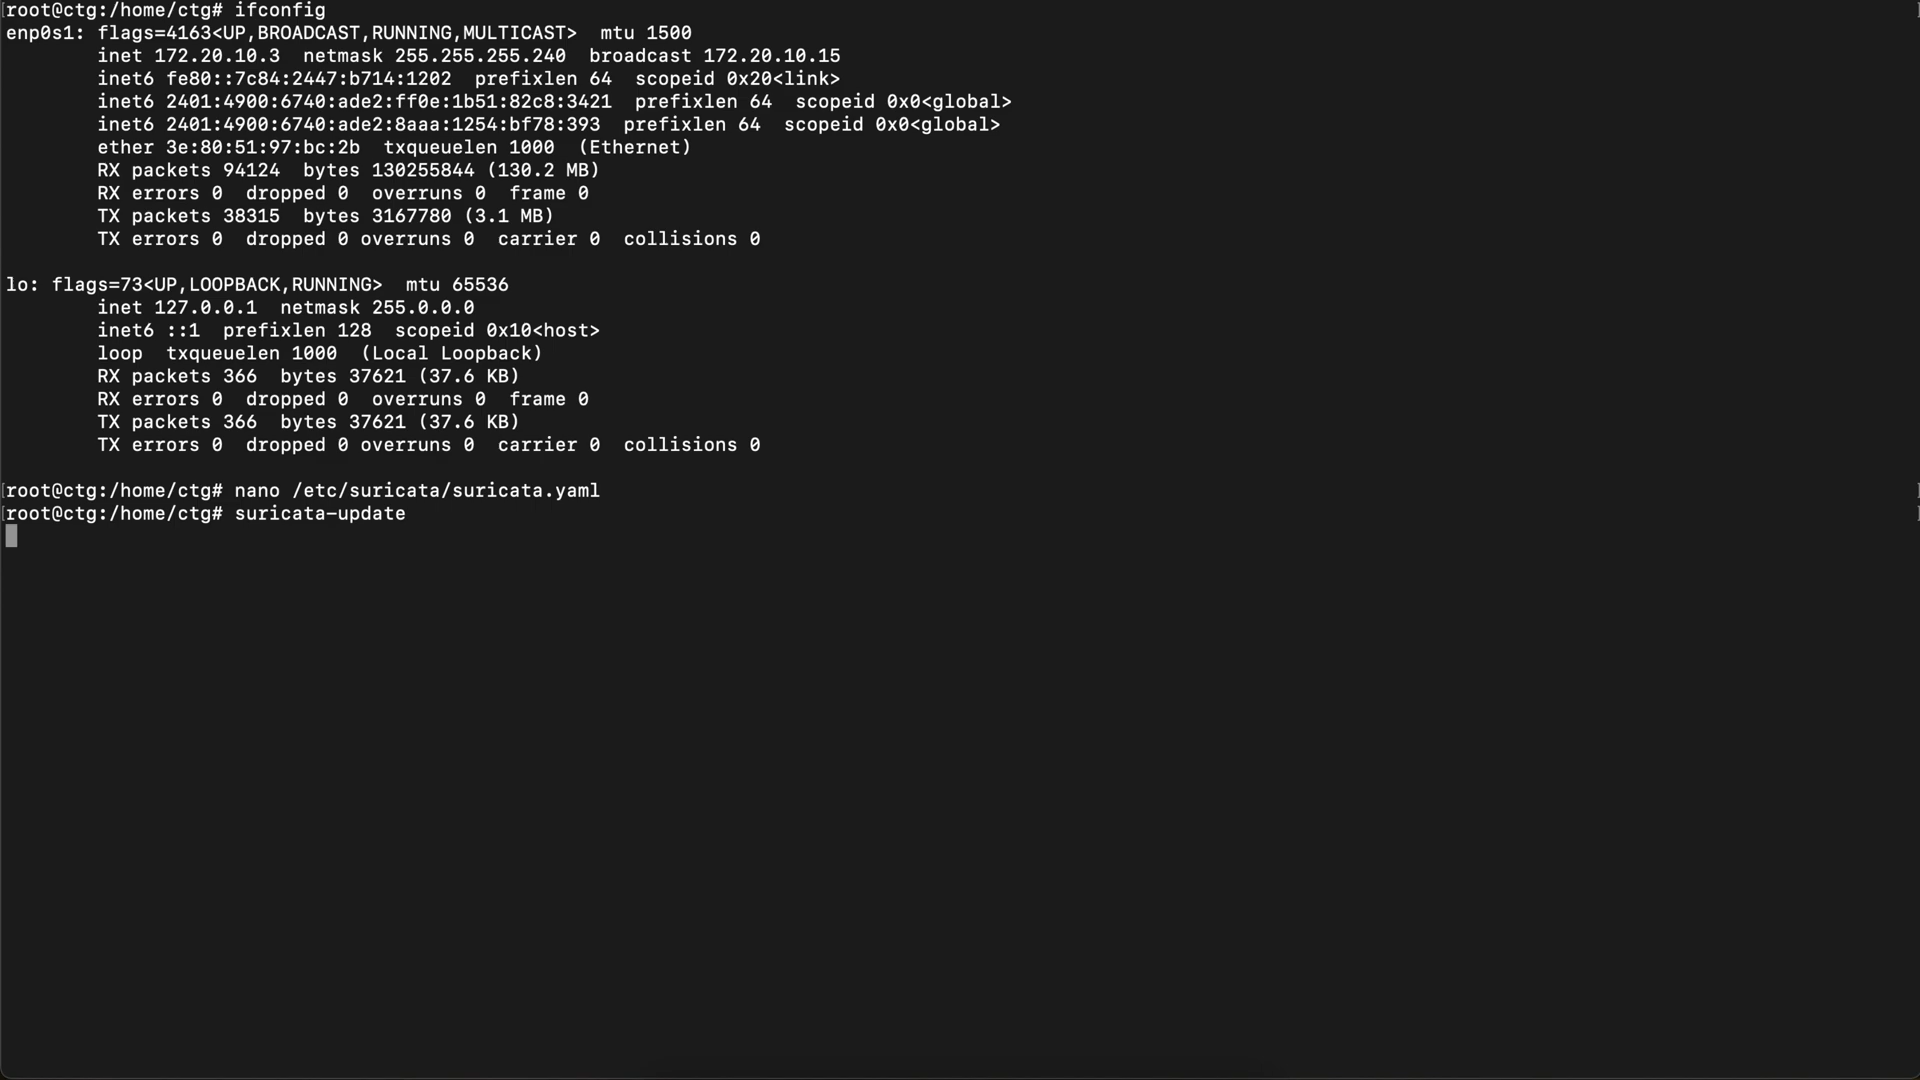 [root@ctg:/home/ctg# ifconfig ]
enp0s1: flags=4163<UP,BROADCAST,RUNNING,MULTICAST>  mtu 1500
        inet 172.20.10.3  netmask 255.255.255.240  broadcast 172.20.10.15
        inet6 fe80::7c84:2447:b714:1202  prefixlen 64  scopeid 0x20<link>
        inet6 2401:4900:6740:ade2:ff0e:1b51:82c8:3421  prefixlen 64  scopeid 0x0<global>
        inet6 2401:4900:6740:ade2:8aaa:1254:bf78:393  prefixlen 64  scopeid 0x0<global>
        ether 3e:80:51:97:bc:2b  txqueuelen 1000  (Ethernet)
        RX packets 94124  bytes 130255844 (130.2 MB)
        RX errors 0  dropped 0  overruns 0  frame 0
        TX packets 38315  bytes 3167780 (3.1 MB)
        TX errors 0  dropped 0 overruns 0  carrier 0  collisions 0

lo: flags=73<UP,LOOPBACK,RUNNING>  mtu 65536
        inet 127.0.0.1  netmask 255.0.0.0
        inet6 ::1  prefixlen 128  scopeid 0x10<host>
        loop  txqueuelen 1000  (Local Loopback)
        RX packets 366  bytes 37621 (37.6 KB)
        RX errors 0  dropped 0  overruns 0  frame 0
        TX packets 366  bytes 37621 (37.6 KB)
        TX errors 0  dropped 0 overruns 0  carrier 0  collisions 0

[root@ctg:/home/ctg# nano /etc/suricata/suricata.yaml ]
[root@ctg:/home/ctg# suricata-update ]